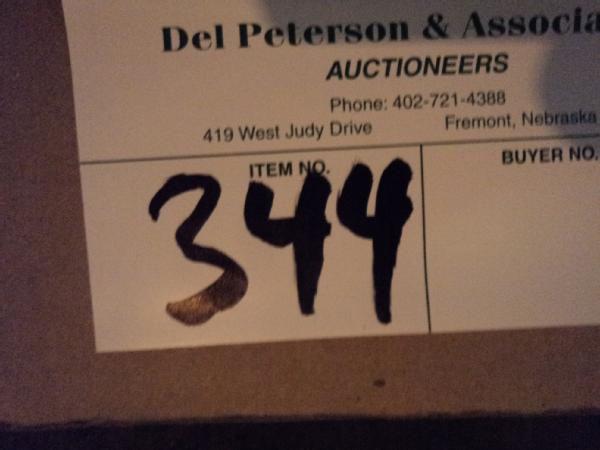 Del Peterson & Associa
AUCTIONEERS
Phone: 402-721-4388
419 West Judy Drive Fremont, Nebraska
ITEM NO. BUYER NO.
344